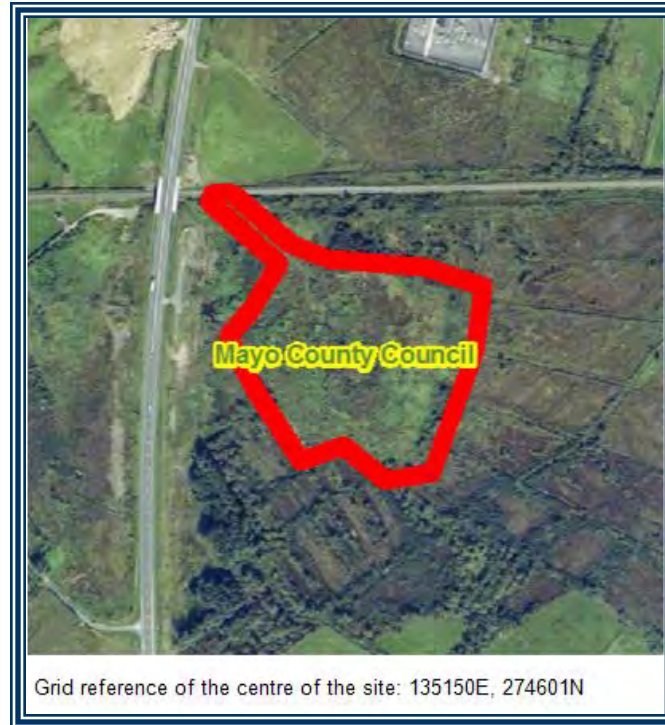 Mayo County Council
Grid reference of the centre of the site: 135150E, 274601N